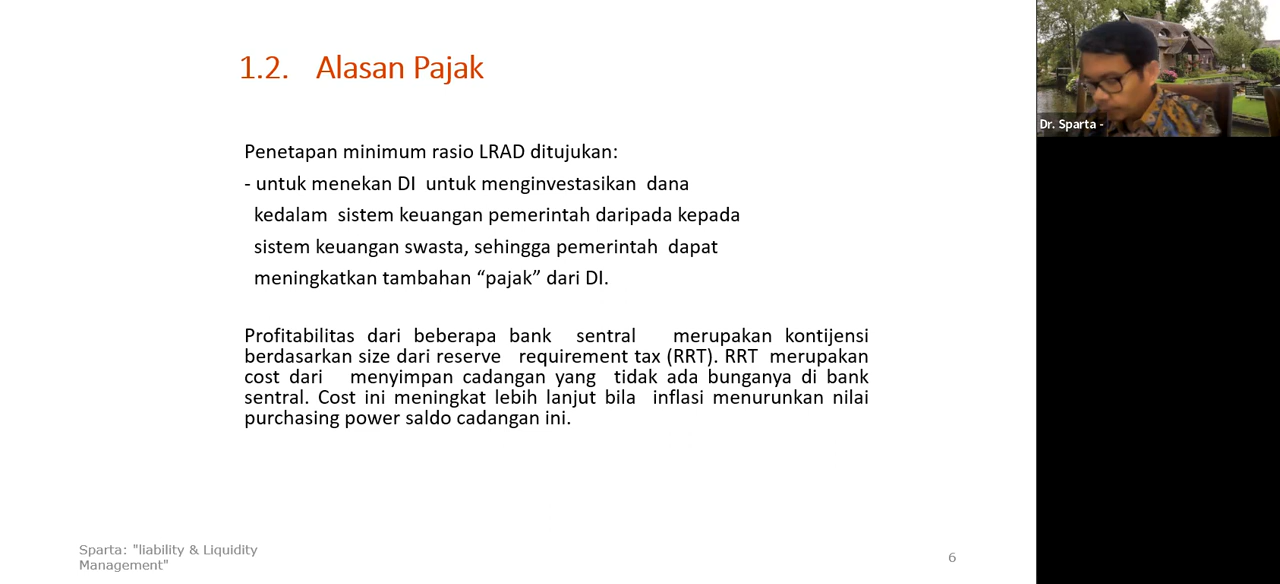 1.2. Alasan Pajak
Dr. Sparta -
Penetapan minimum rasio LRAD ditujukan:
- untuk menekan DI untuk menginvestasikan dana
kedalam sistem keuangan pemerintah daripada kepada
sistem keuangan swasta, sehingga pemerintah dapat
meningkatkan tambahan “pajak” dari DI.
Profitabilitas dari beberapa bank sentral merupakan kontijensi
berdasarkan size dari reserve requirement tax (RRT). RRT merupakan
cost dari menyimpan cadangan yang tidak ada bunganya di bank
sentral. Cost ini meningkat lebih lanjut bila inflasi menurunkan nilai
purchasing power saldo cadangan ini.
Sparta: "liability & Liquidity
Management"
6